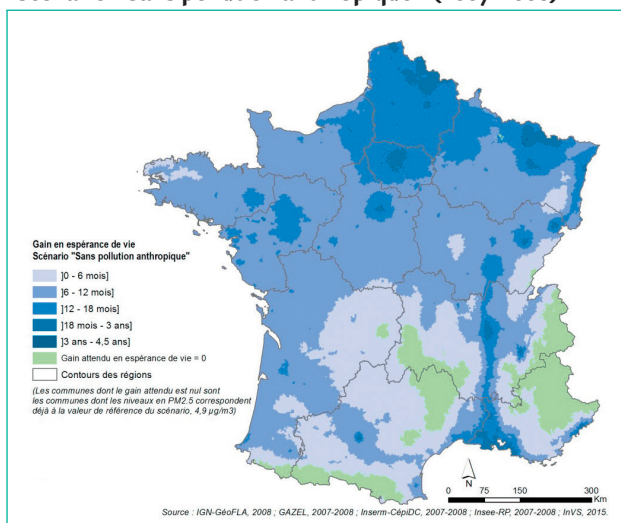 Gain en espérance de vie
Scénario "Sans pollution anthropique"
]0 - 6 mois]
]6 - 12 mois]
]12 - 18 mois]
]18 mois - 3 ans]
]3 ans - 4,5 ans]
Gain attendu en espérance de vie = 0
Contours des régions
(Les communes dont le gain attendu est nul sont
les communes dont les niveaux en PM2.5 correspondent
déjà à la valeur de référence du scénario, 4,9 µg/m3)
N
0 50 100 200 300
Km
Source : IGN-GéoFLA, 2008 ; GAZEL, 2007-2008 ; Inserm-CépiDC, 2007-2008 ; Insee-RP, 2007-2008 ; InVS, 2015.